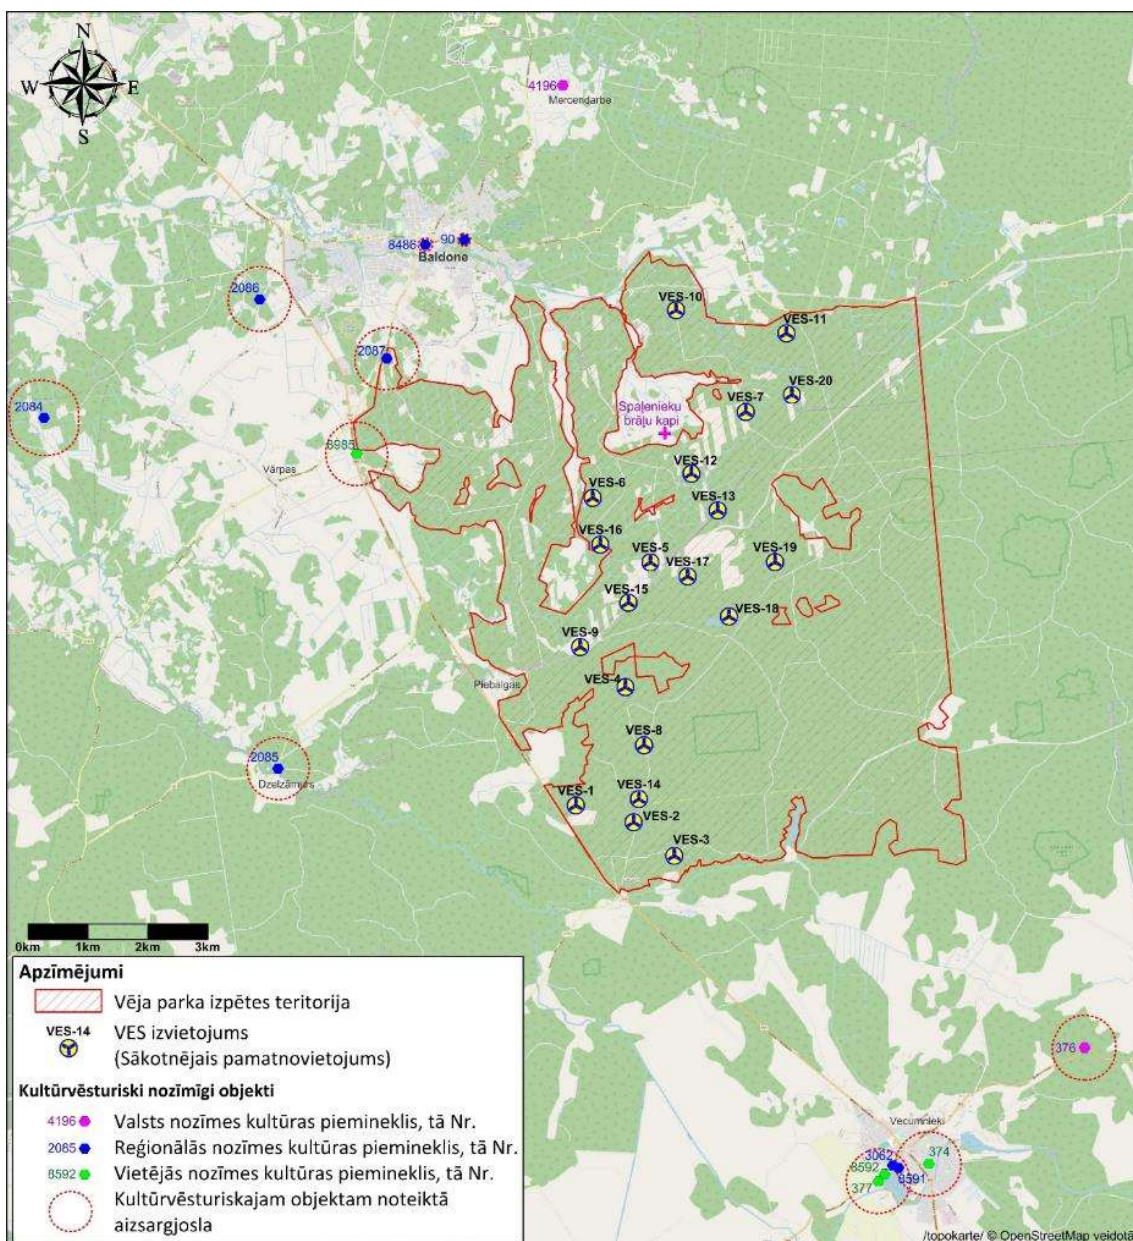 N
W E
S
4196
Mercendarbe
8486 90
Baldone
2086
VES-10
VES-11
2087
VES-20
2084
VES-7
Spaļenieku
brāļu kapi
8985
Vārpas
VES-12
VES-6
VES-13
VES-16
VES-5
VES-17
VES-19
VES-15
VES-18
VES-9
Piebalgas
VES-4
VES-8
2085
Dzelzāmurs
VES-1
VES-14
VES-2
VES-3
0km 1km 2km 3km
Apzīmējumi
Vēja parka izpētes teritorija
VES-14 VES izvietojums
(Sākotnējais pamatnovietojums)
Kultūrvēsturiski nozīmīgi objekti
4196 Valsts nozīmes kultūras piemineklis, tā Nr.
2085 Reģionālās nozīmes kultūras piemineklis, tā Nr.
8592 Vietējās nozīmes kultūras piemineklis, tā Nr.
Kultūrvēsturiskajam objektam noteiktā
aizsargjosla
376
Vecumnieki
3062 374
8592
8591
377
/topokarte/ © OpenStreetMap veidotā